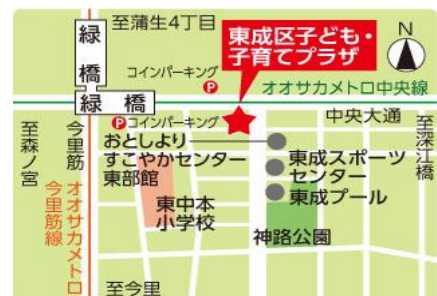 至蒲生4丁目
緑橋
東成区子ども・
子育てプラザ
N
コインパーキング
P
オオサカメトロ中央線
緑橋
P コインパーキング
中央大通
至森ノ宮
今里筋
オオサカメトロ
今里筋線
おとしより
すこやかセンター
東部館
東成スポーツ
センター
東成プール
至深江橋
東中本
小学校
神路公園
至今里